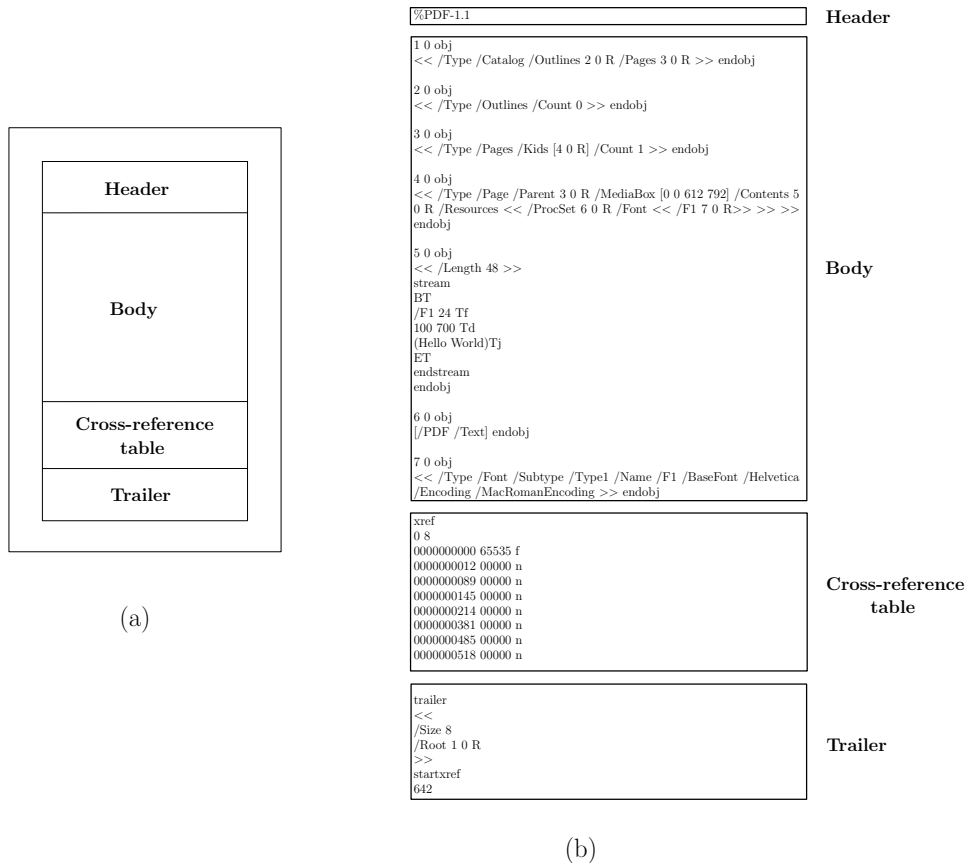 Header
Body
Cross-reference
table
Trailer
(a)
%PDF-1.1
Header
1 0 obj
<< /Type /Catalog /Outlines 2 0 R /Pages 3 0 R >> endobj
2 0 obj
<< /Type /Outlines /Count 0 >> endobj
3 0 obj
<< /Type /Pages /Kids [4 0 R] /Count 1 >> endobj
4 0 obj
<< /Type /Page /Parent 3 0 R /MediaBox [0 0 612 792] /Contents 5
0 R /Resources << /ProcSet 6 0 R /Font << /F1 7 0 R>> >> >>
endobj
5 0 obj
<< /Length 48 >>
stream
BT
/F1 24 Tf
100 700 Td
(Hello World)Tj
ET
endstream
endobj
6 0 obj
[/PDF /Text] endobj
7 0 obj
<< /Type /Font /Subtype /Type1 /Name /F1 /BaseFont /Helvetica
/Encoding /MacRomanEncoding >> endobj
Body
xref
0 8
0000000000 65535 f
0000000012 00000 n
0000000089 00000 n
0000000145 00000 n
0000000214 00000 n
0000000381 00000 n
0000000485 00000 n
0000000518 00000 n
Cross-reference
table
trailer
<<
/Size 8
/Root 1 0 R
>>
startxref
642
Trailer
(b)